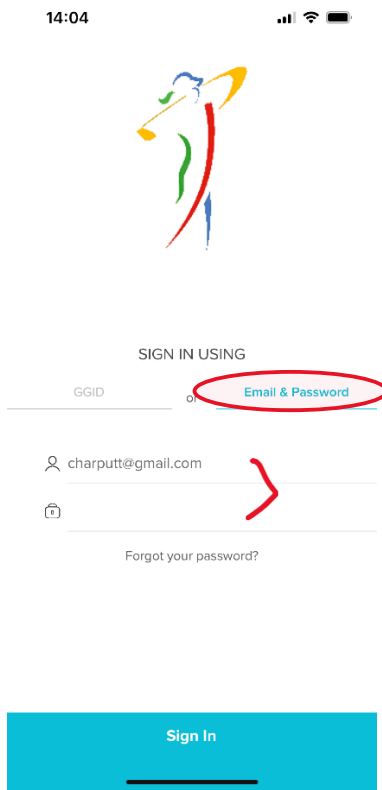 14:04
SIGN IN USING
GGID or Email & Password
charputt@gmail.com
Forgot your password?
Sign In